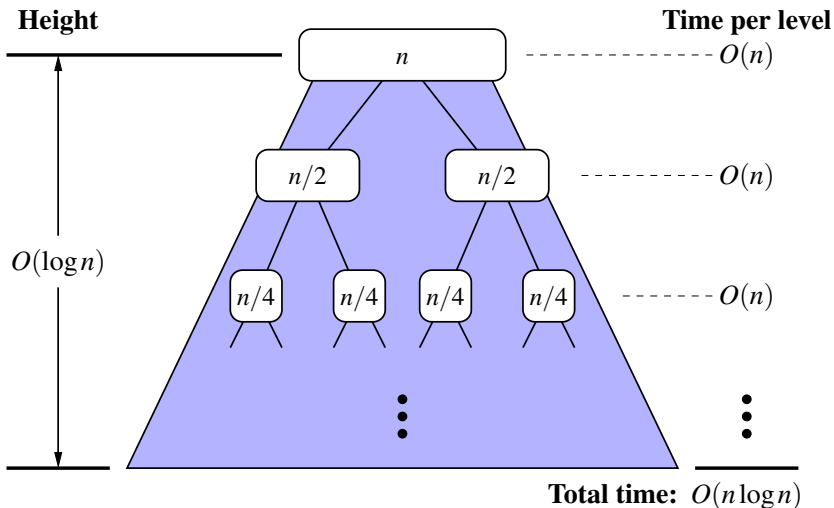 Height Time per level
n O(n)
n/2 n/2 O(n)
O(log n)
n/4 n/4 n/4 n/4 O(n)
Total time: O(n log n)